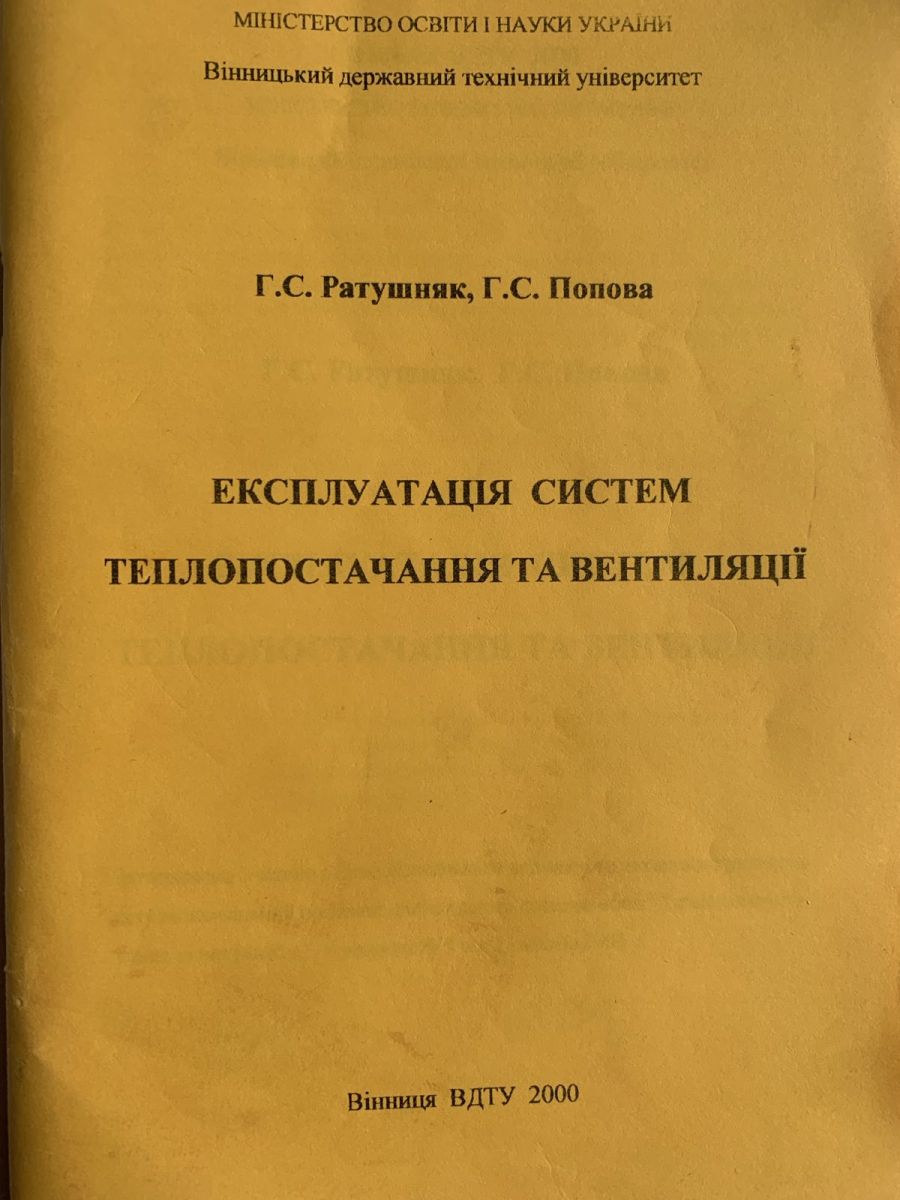 МІНІСТЕРСТВО ОСВІТИ І НАУКИ УКРАЇНИ
Вінницький державний технічний університет
Г.С. Ратушняк, Г.С. Попова
ЕКСПЛУАТАЦІЯ СИСТЕМ
ТЕПЛОПОСТАЧАННЯ ТА ВЕНТИЛЯЦІЇ
Вінниця ВДТУ 2000